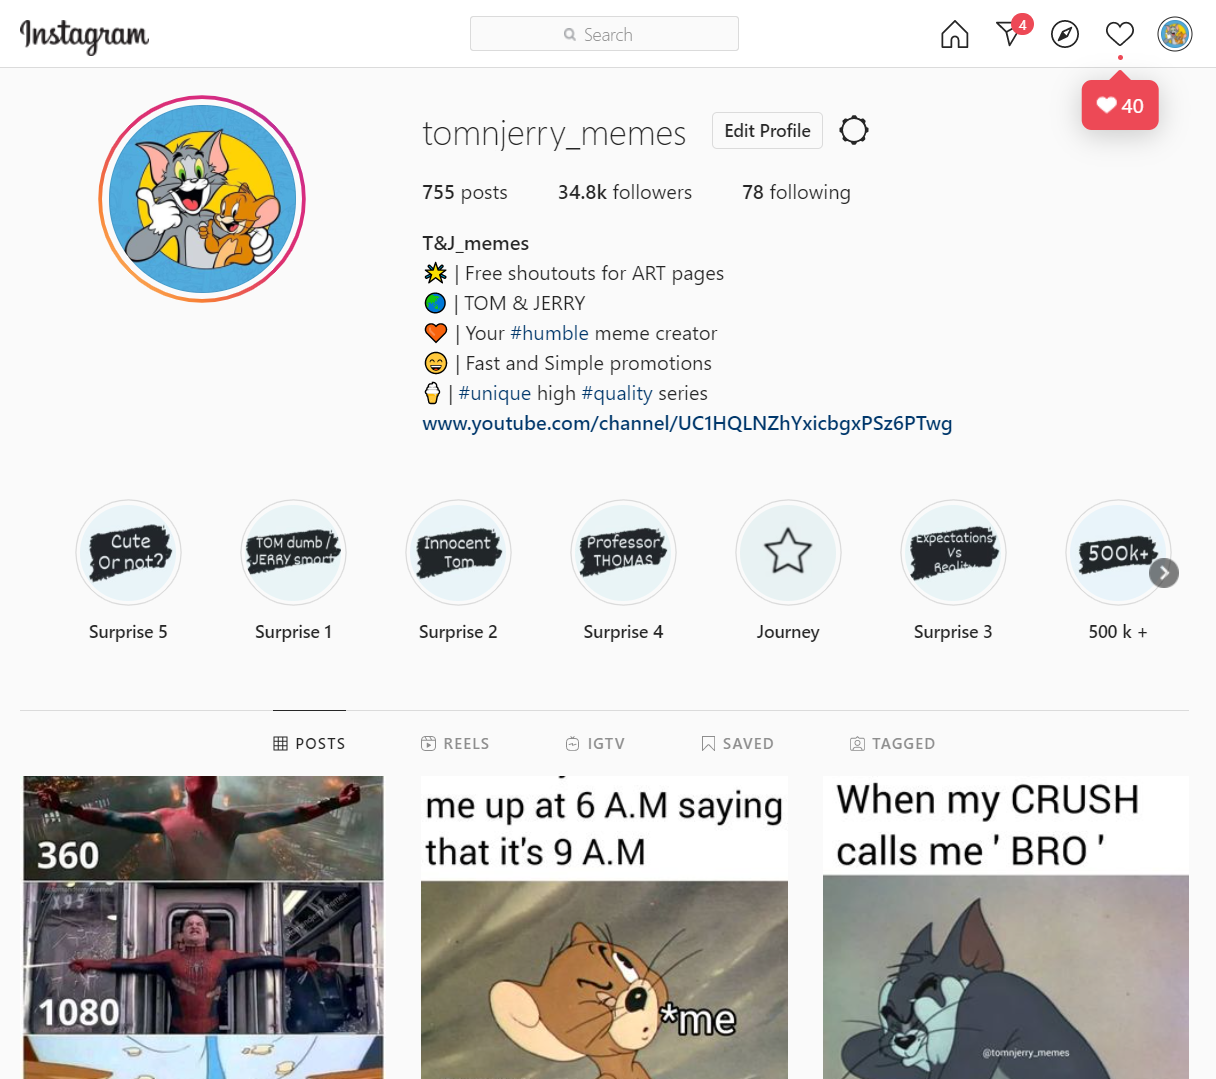 Instagram
Search
4
40
tomnjerry_memes
Edit Profile
755 posts 34.8k followers 78 following
T&J_memes
| Free shoutouts for ART pages
| TOM & JERRY
| Your #humble meme creator
| Fast and Simple promotions
| #unique high #quality series
www.youtube.com/channel/UC1HQLNZhYxicbgxPSz6PTwg
Cute
Or not?
TOM dumb /
JERRY smart
Innocent
Tom
Professor
THOMAS
Expectations
Vs
Reality
500k+
Surprise 5
Surprise 1
Surprise 2
Surprise 4
Journey
Surprise 3
500 k +
POSTS
REELS
IGTV
SAVED
TAGGED
360
X95
1080
me up at 6 A.M saying
that it's 9 A.M
*me
When my CRUSH
calls me ' BRO '
@tomnjerry_memes